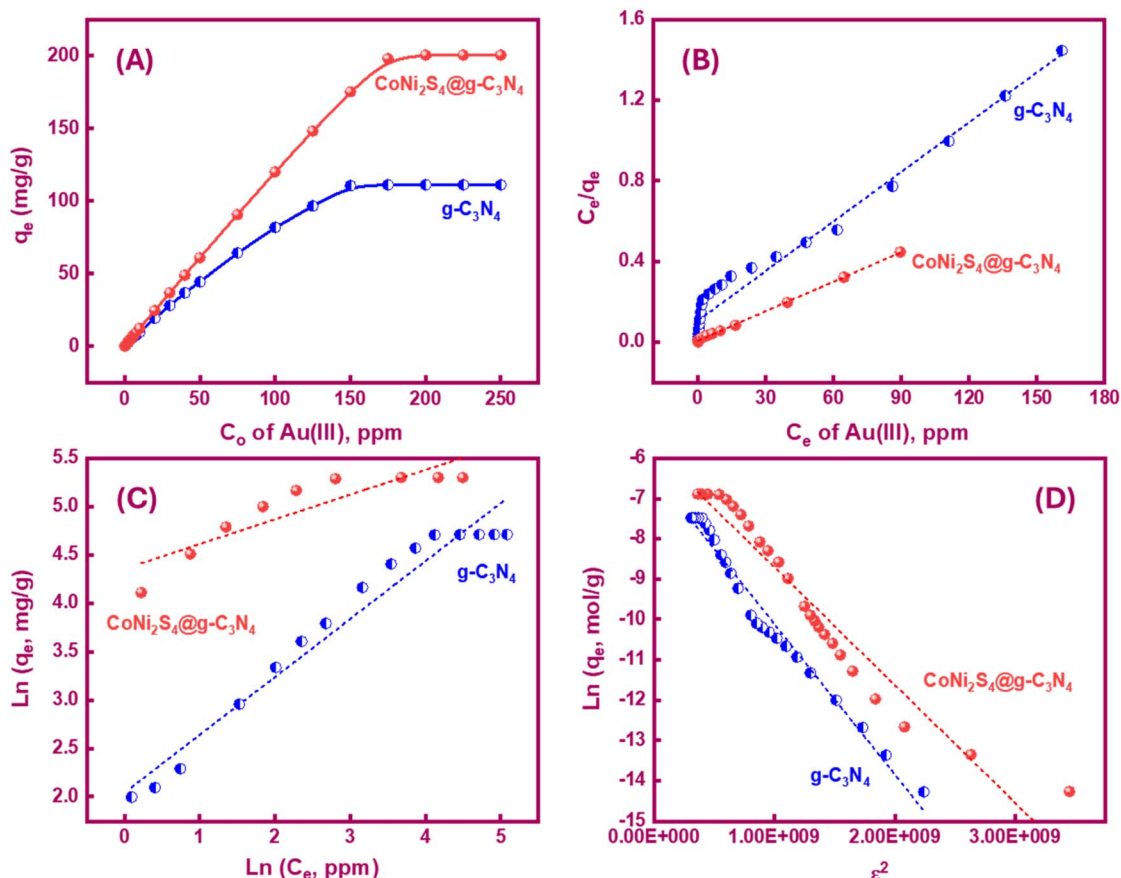 (A)
200
150
100
50
0
qₑ (mg/g)
CoNi₂S₄@g-C₃N₄
g-C₃N₄
0 50 100 150 200 250
Cₒ of Au(III), ppm
(B)
1.6
1.2
0.8
0.4
0.0
Cₑ/qₑ
g-C₃N₄
CoNi₂S₄@g-C₃N₄
0 30 60 90 120 150 180
Cₑ of Au(III), ppm
(C)
5.5
5.0
4.5
4.0
3.5
3.0
2.5
2.0
Ln (qₑ, mg/g)
g-C₃N₄
CoNi₂S₄@g-C₃N₄
0 1 2 3 4 5
Ln (Cₑ, ppm)
(D)
-6
-7
-8
-9
-10
-11
-12
-13
-14
-15
Ln (qₑ, mol/g)
CoNi₂S₄@g-C₃N₄
g-C₃N₄
0.00E+000 1.00E+009 2.00E+009 3.00E+009
ε²